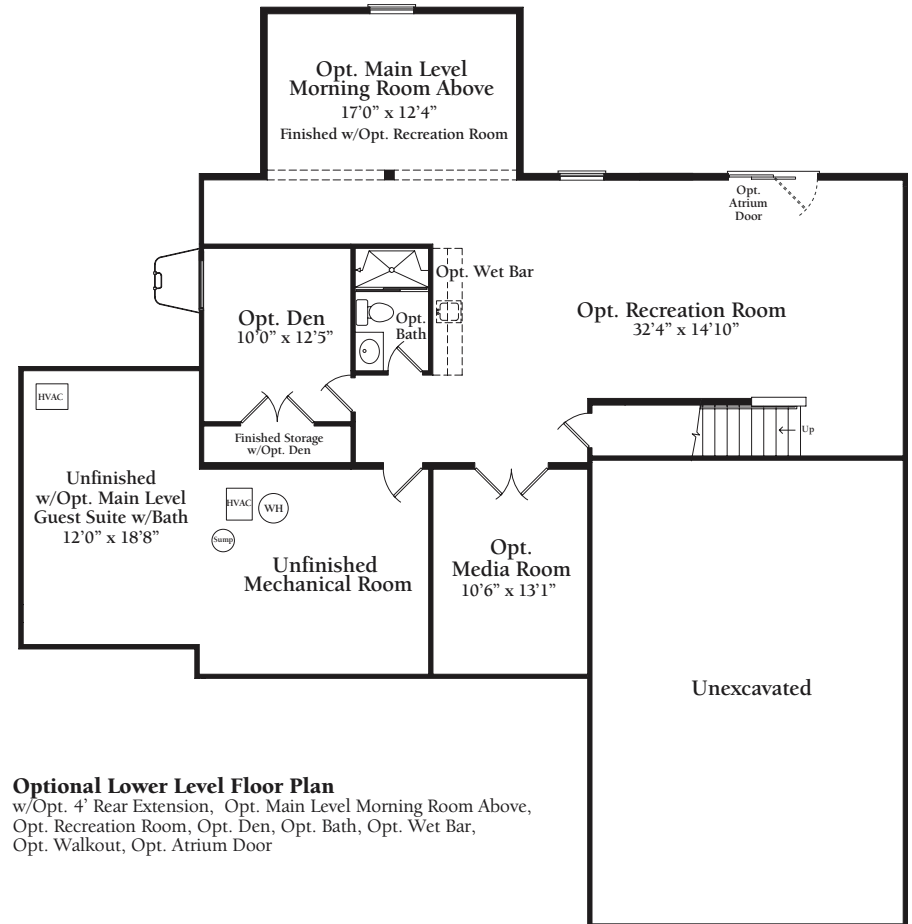 Opt. Main Level
Morning Room Above
17'0" x 12'4"
Finished w/Opt. Recreation Room
Opt.
Atrium
Door
Opt. Wet Bar
Opt. Den
10'0" x 12'5"
Opt.
Bath
Opt. Recreation Room
32'4" x 14'10"
HVAC
Up
Finished Storage
w/Opt. Den
Unfinished
w/Opt. Main Level
Guest Suite w/Bath
12'0" x 18'8"
HVAC
WH
Sump
Unfinished
Mechanical Room
Opt.
Media Room
10'6" x 13'1"
Unexcavated
Optional Lower Level Floor Plan
w/Opt. 4' Rear Extension, Opt. Main Level Morning Room Above,
Opt. Recreation Room, Opt. Den, Opt. Bath, Opt. Wet Bar,
Opt. Walkout, Opt. Atrium Door